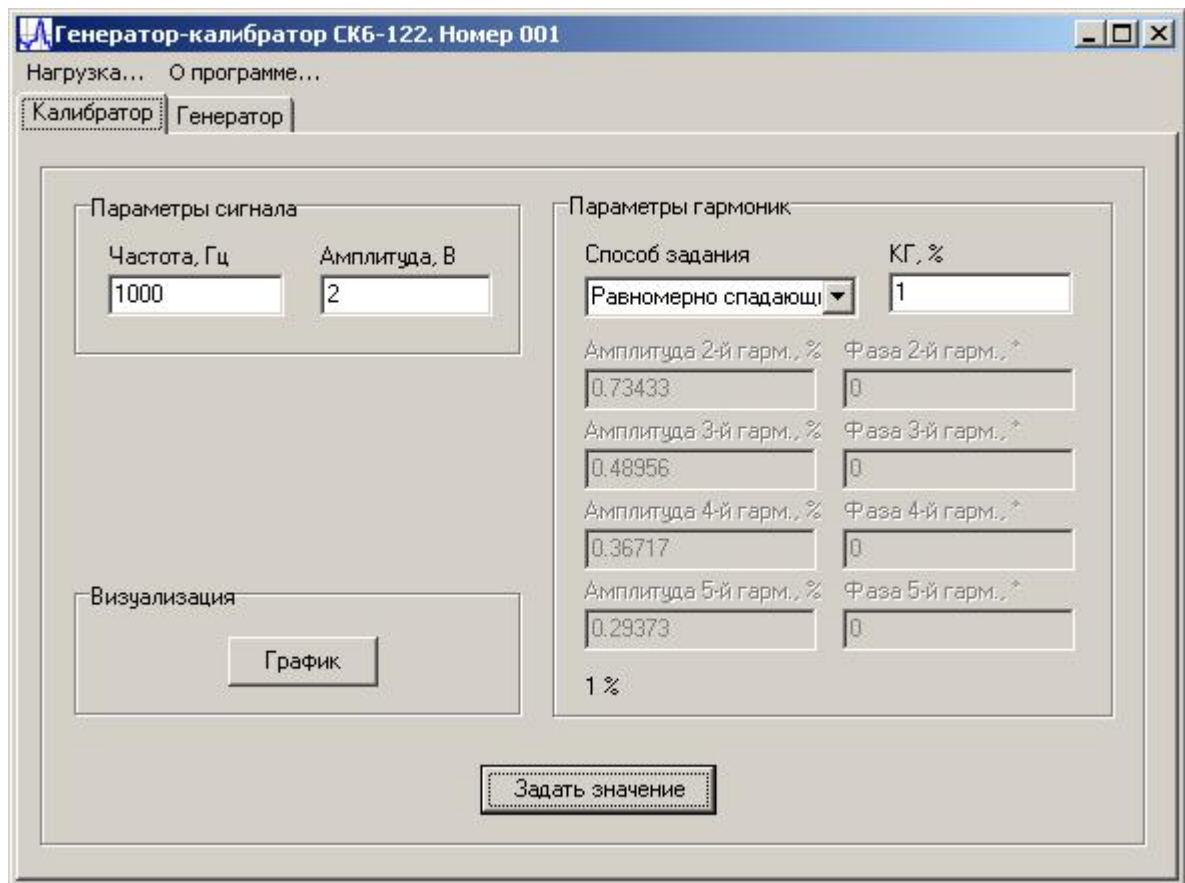 Генератор-калибратор СК6-122. Номер 001
Нагрузка... О программе...
Калибратор Генератор
Параметры сигнала
Частота, Гц Амплитуда, В
1000 2
Визуализация
График
Параметры гармоник
Способ задания КГ, %
Равномерно спадающи 1
Амплитуда 2-й гарм., % Фаза 2-й гарм., °
0.73433 0
Амплитуда 3-й гарм., % Фаза 3-й гарм., °
0.48956 0
Амплитуда 4-й гарм., % Фаза 4-й гарм., °
0.36717 0
Амплитуда 5-й гарм., % Фаза 5-й гарм., °
0.29373 0
1 %
Задать значение